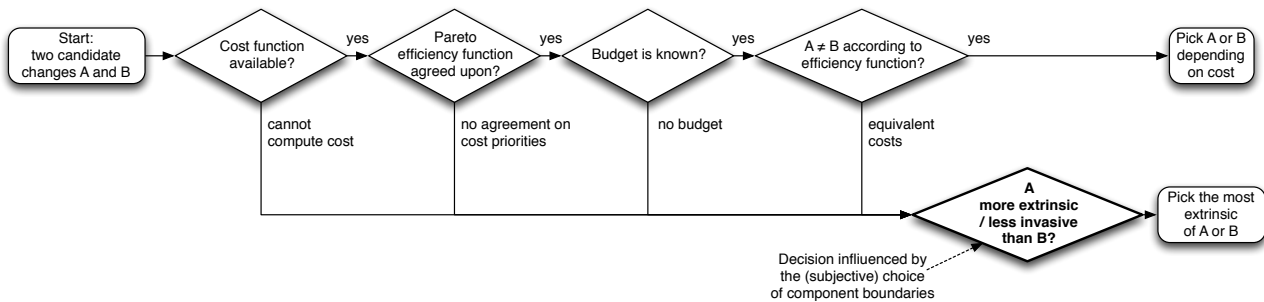 Start:
two candidate
changes A and B
Cost function
available?
yes
Pareto
efficiency function
agreed upon?
yes
Budget is known?
yes
A ≠ B according to
efficiency function?
yes
Pick A or B
depending
on cost
cannot
compute cost
no agreement on
cost priorities
no budget
equivalent
costs
A
more extrinsic
/ less invasive
than B?
Pick the most
extrinsic
of A or B
Decision influenced by
the (subjective) choice
of component boundaries